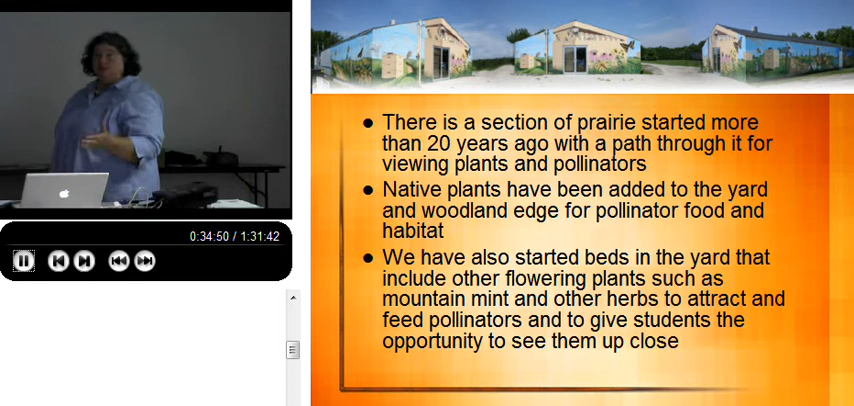 0:34:50 / 1:31:42
● There is a section of prairie started more
than 20 years ago with a path through it for
viewing plants and pollinators
● Native plants have been added to the yard
and woodland edge for pollinator food and
habitat
● We have also started beds in the yard that
include other flowering plants such as
mountain mint and other herbs to attract and
feed pollinators and to give students the
opportunity to see them up close